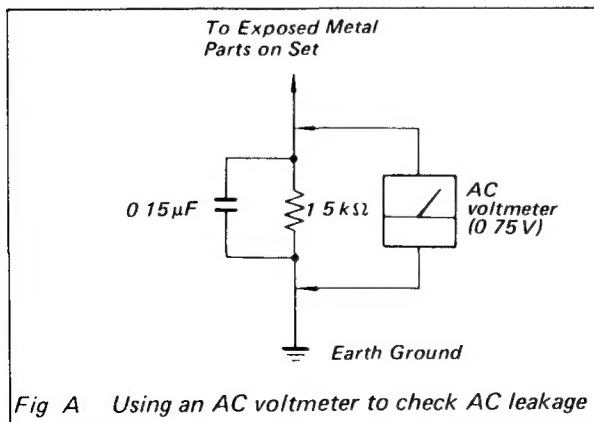 To Exposed Metal
Parts on Set
0 15μF
1 5 kΩ
AC
voltmeter
(0 75 V)
Earth Ground
Fig A Using an AC voltmeter to check AC leakage